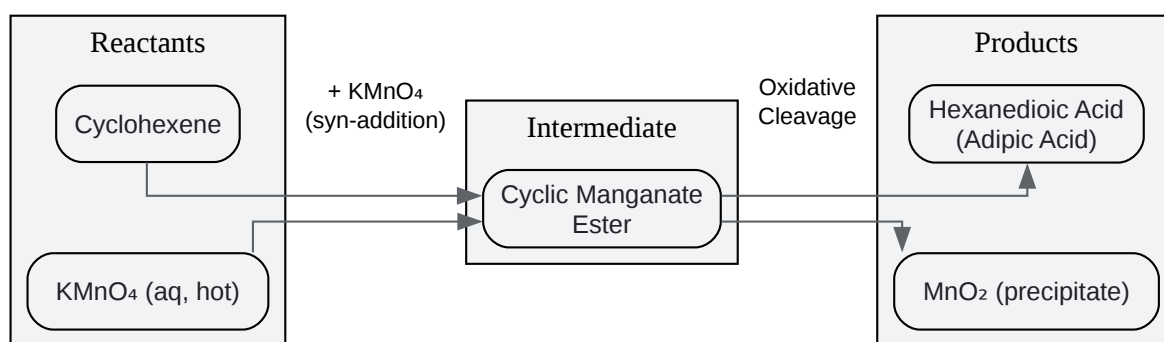 Reactants
Cyclohexene
KMnO₄ (aq, hot)
+ KMnO₄
(syn-addition)
Intermediate
Cyclic Manganate
Ester
Oxidative
Cleavage
Products
Hexanedioic Acid
(Adipic Acid)
MnO₂ (precipitate)